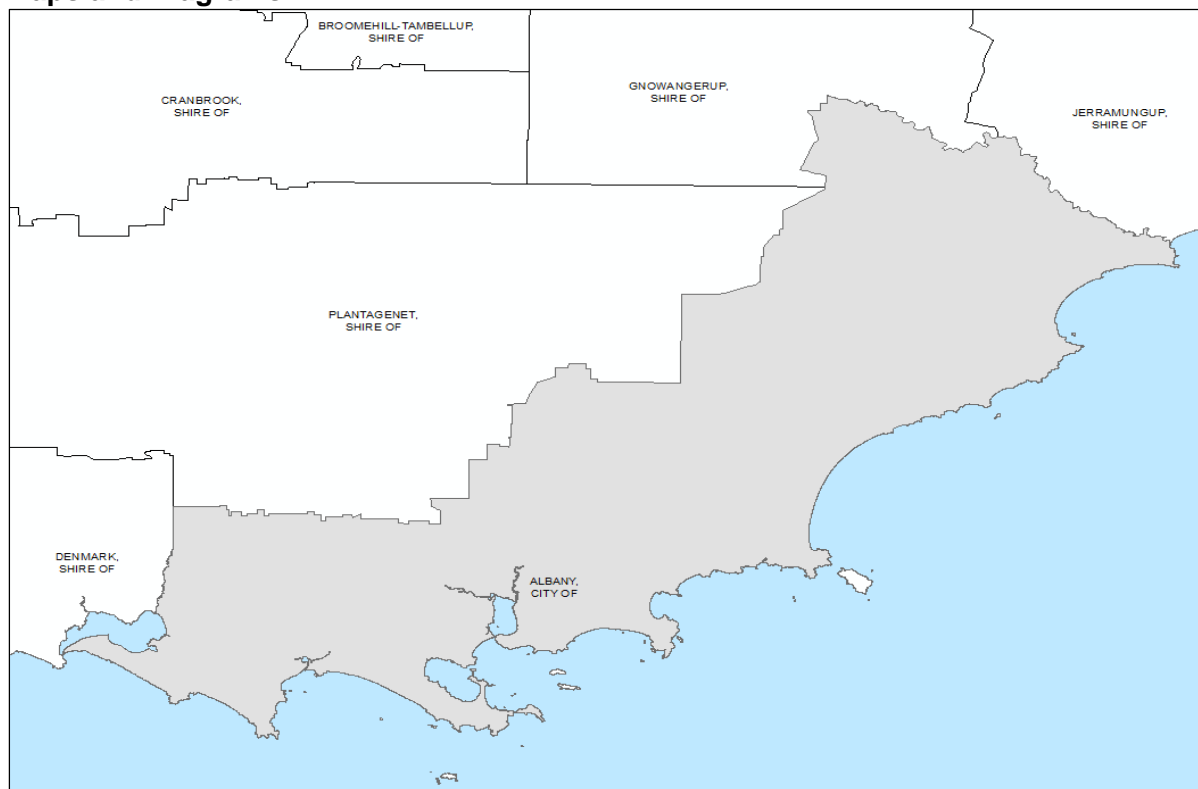 BROOMEHILL-TAMBELLUP,
SHIRE OF
CRANBROOK,
SHIRE OF
GNOWANGERUP,
SHIRE OF
JERRAMUNGUP,
SHIRE OF
PLANTAGENET,
SHIRE OF
DENMARK,
SHIRE OF
ALBANY,
CITY OF